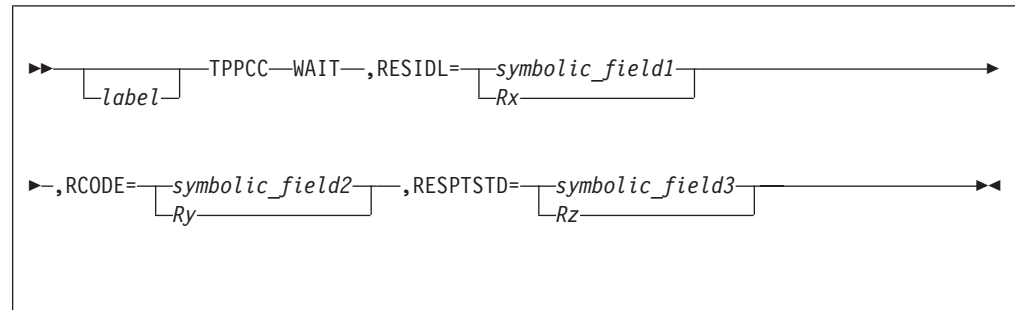 TPPCC WAIT ,RESIDL= symbolic_field1
label Rx
,RCODE= symbolic_field2 ,RESPTSTD= symbolic_field3
Ry Rz